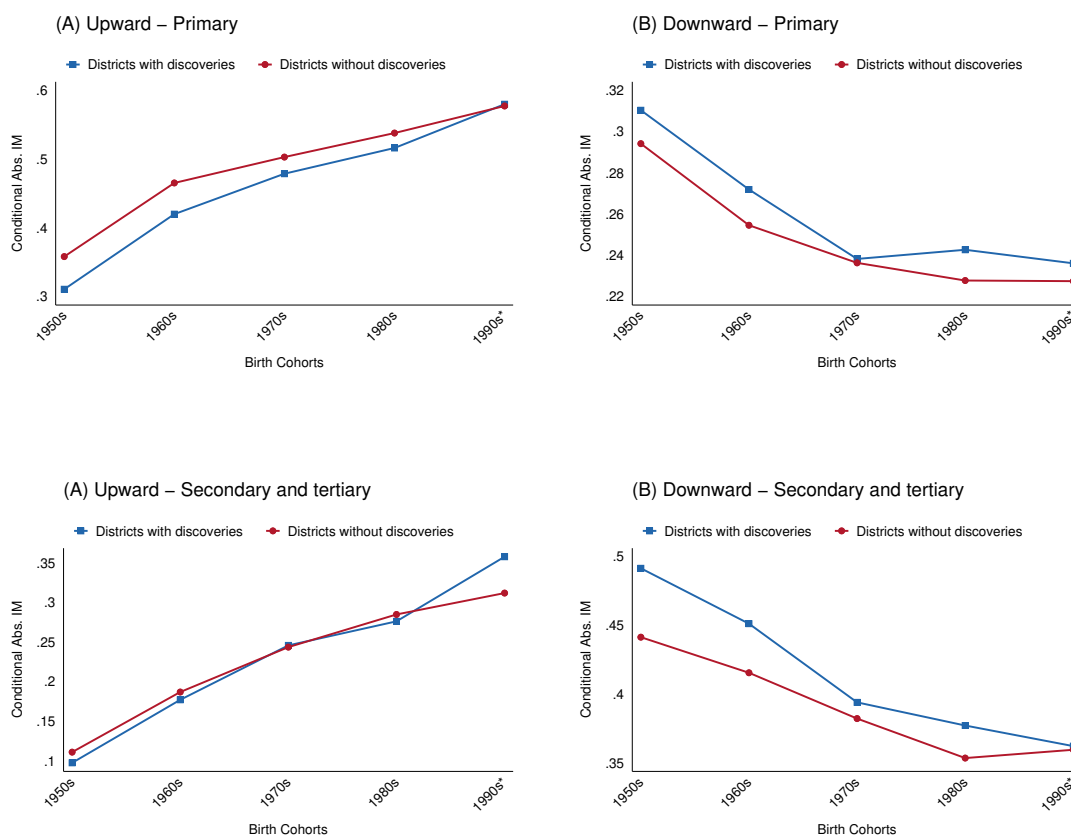 (A) Upward – Primary
Districts with discoveries Districts without discoveries
Conditional Abs. IM
.6
.5
.4
.3
1950s 1960s 1970s 1980s 1990s*
Birth Cohorts
(B) Downward – Primary
Districts with discoveries Districts without discoveries
Conditional Abs. IM
.32
.3
.28
.26
.24
.22
1950s 1960s 1970s 1980s 1990s*
Birth Cohorts
(A) Upward – Secondary and tertiary
Districts with discoveries Districts without discoveries
Conditional Abs. IM
.35
.3
.25
.2
.15
.1
1950s 1960s 1970s 1980s 1990s*
Birth Cohorts
(B) Downward – Secondary and tertiary
Districts with discoveries Districts without discoveries
Conditional Abs. IM
.5
.45
.4
.35
1950s 1960s 1970s 1980s 1990s*
Birth Cohorts